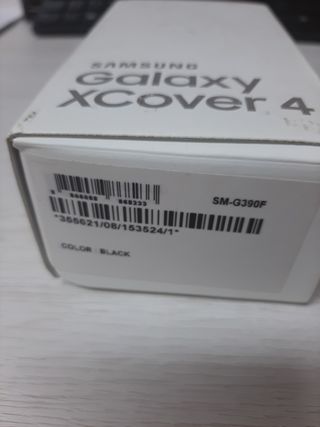 SAMSUNG
Galaxy
XCover 4
SM-G390F
*355621/08/153524/1*
COLOR : BLACK